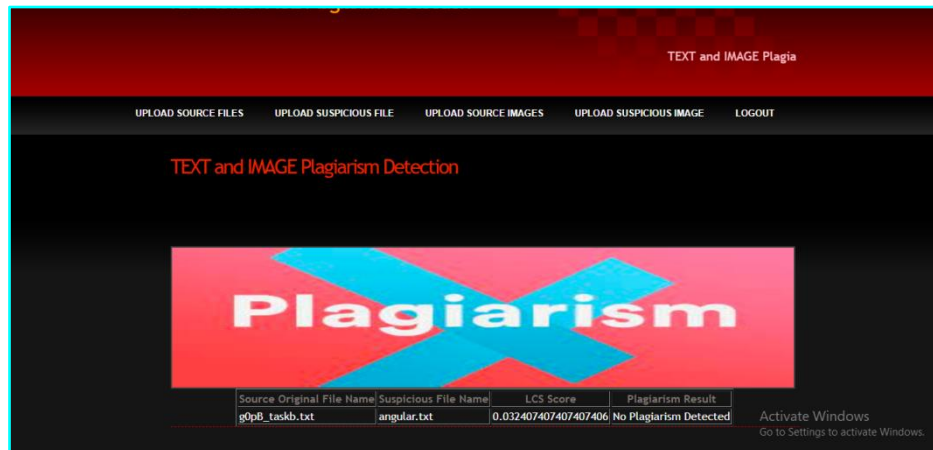 TEXT and IMAGE Plagia
UPLOAD SOURCE FILES UPLOAD SUSPICIOUS FILE UPLOAD SOURCE IMAGES UPLOAD SUSPICIOUS IMAGE LOGOUT
TEXT and IMAGE Plagiarism Detection
Plagiarism
Source Original File Name Suspicious File Name LCS Score Plagiarism Result
g0pB_taskb.txt angular.txt 0.032407407407407406 No Plagiarism Detected
Activate Windows
Go to Settings to activate Windows.